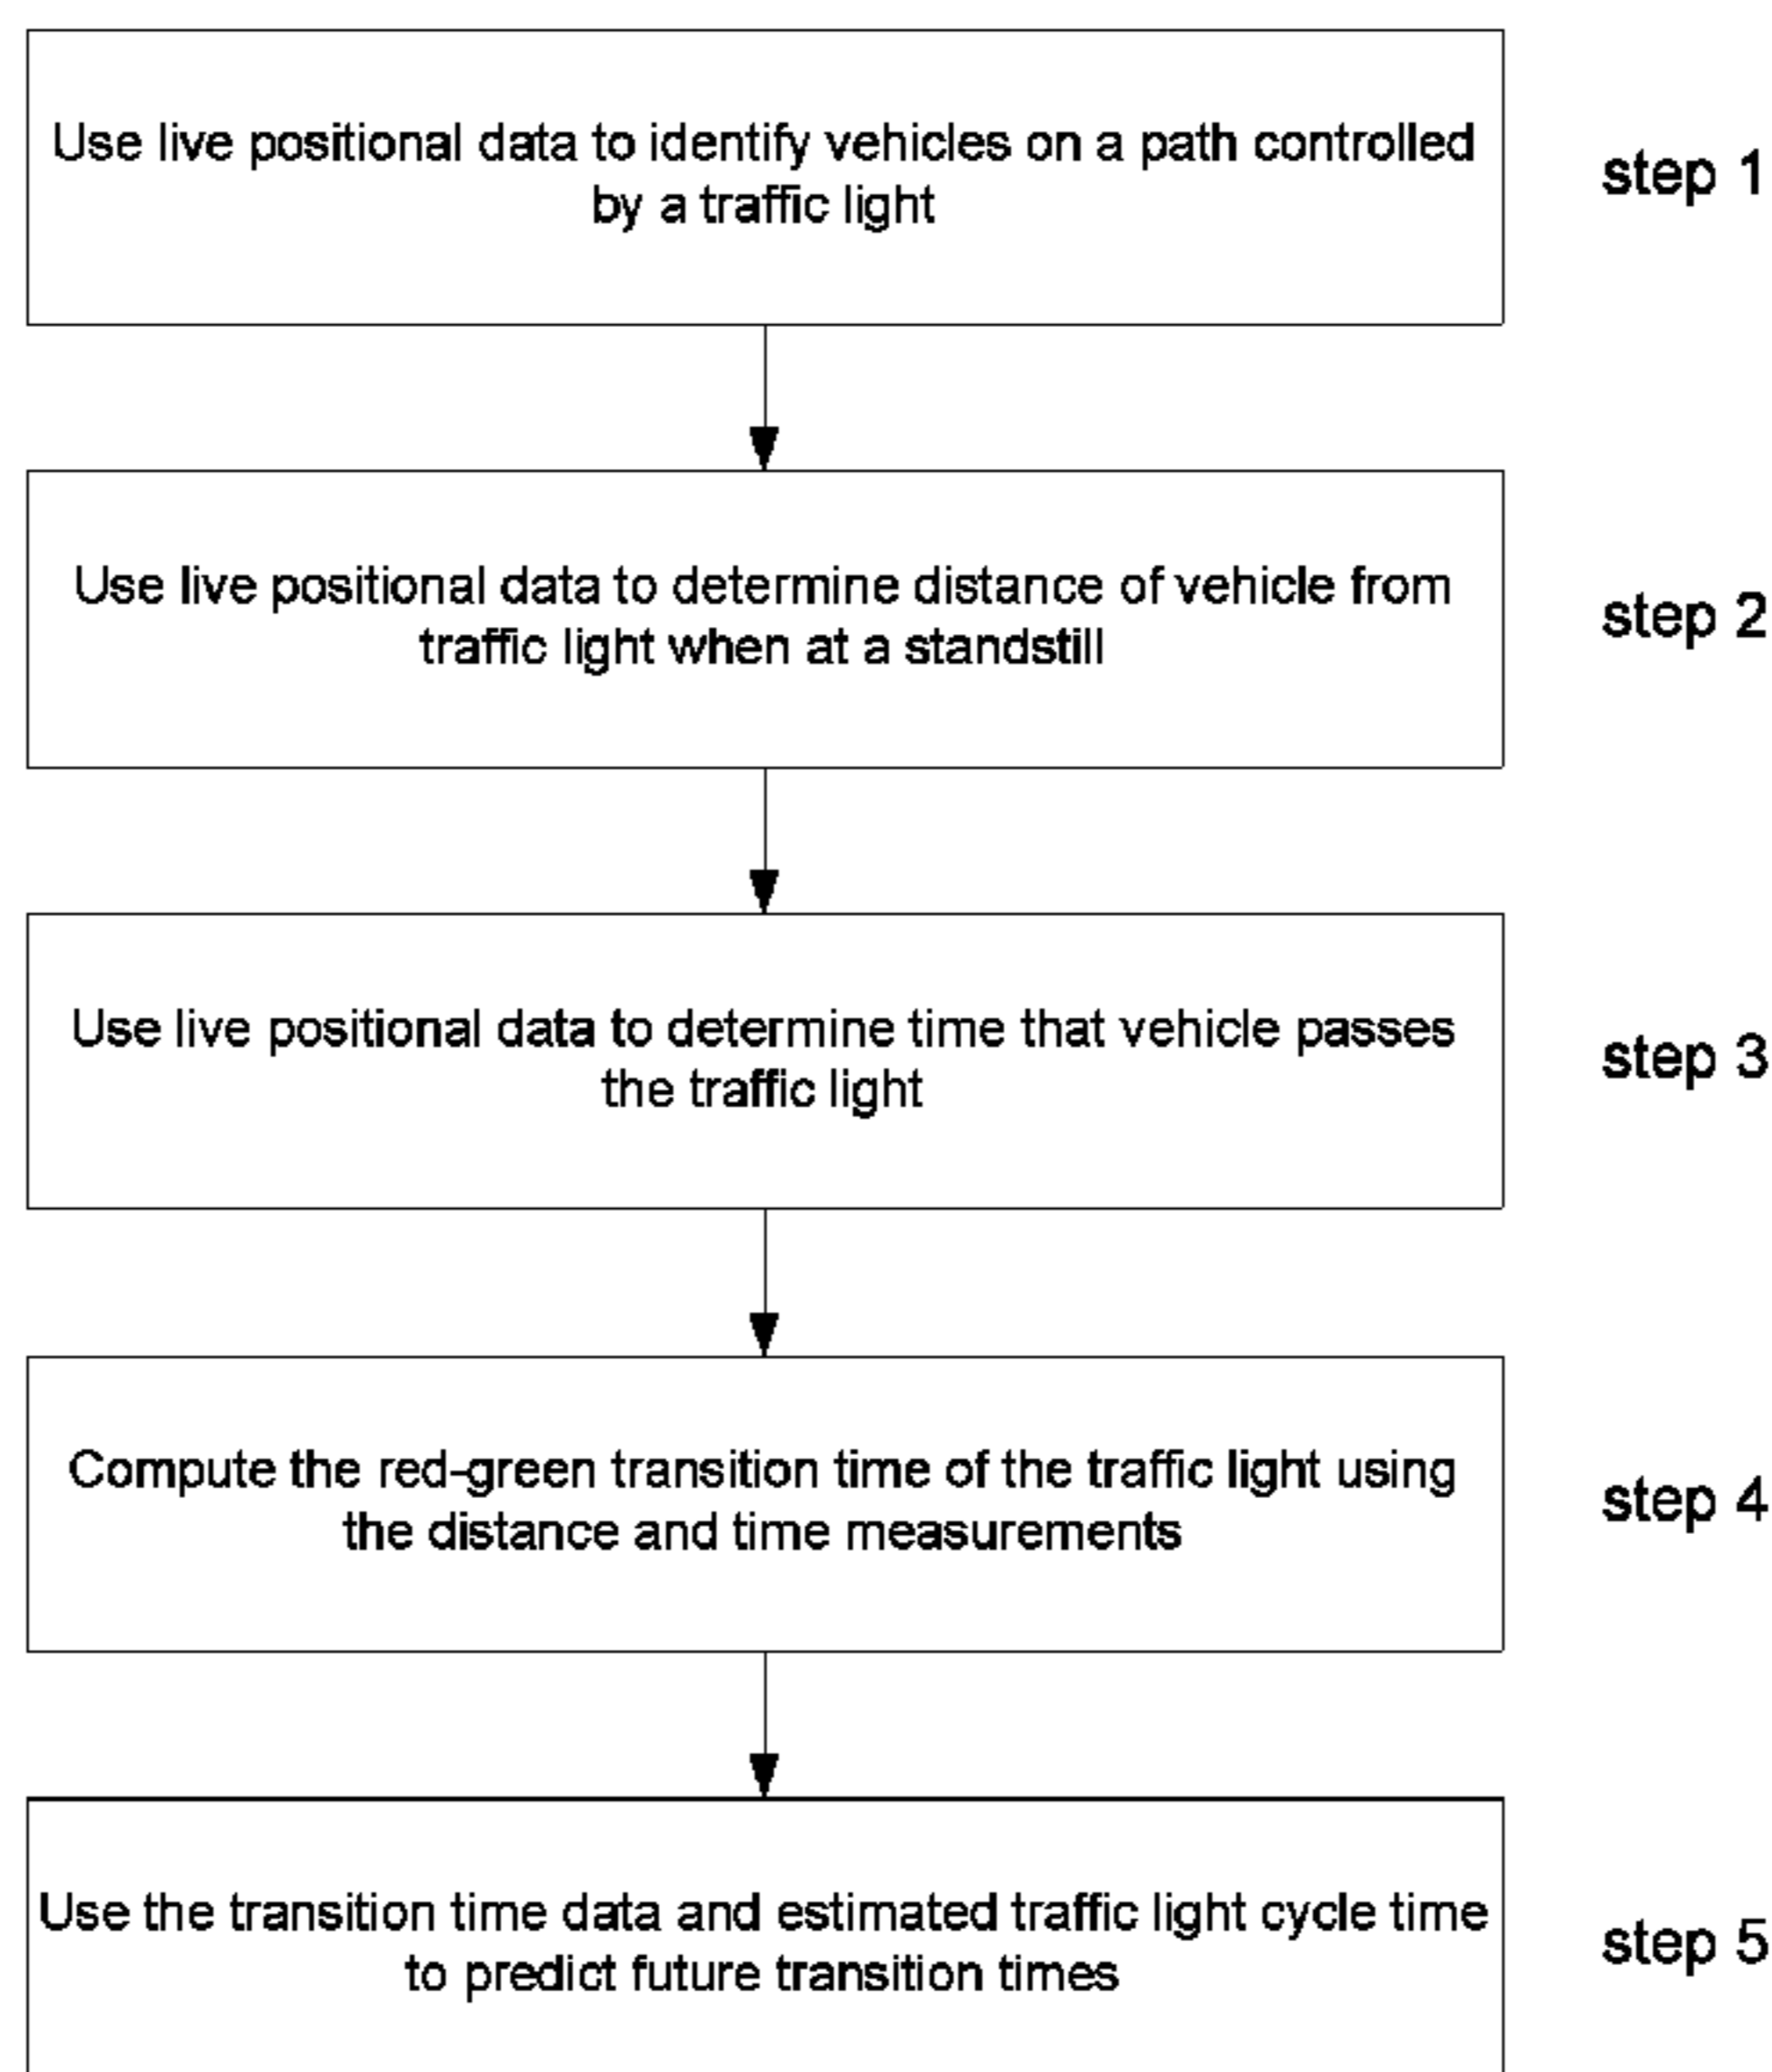 Use live positional data to identify vehicles on a path controlled
by a traffic light
step 1
Use live positional data to determine distance of vehicle from
traffic light when at a standstill
step 2
Use live positional data to determine time that vehicle passes
the traffic light
step 3
Compute the red-green transition time of the traffic light using
the distance and time measurements
step 4
Use the transition time data and estimated traffic light cycle time
to predict future transition times
step 5